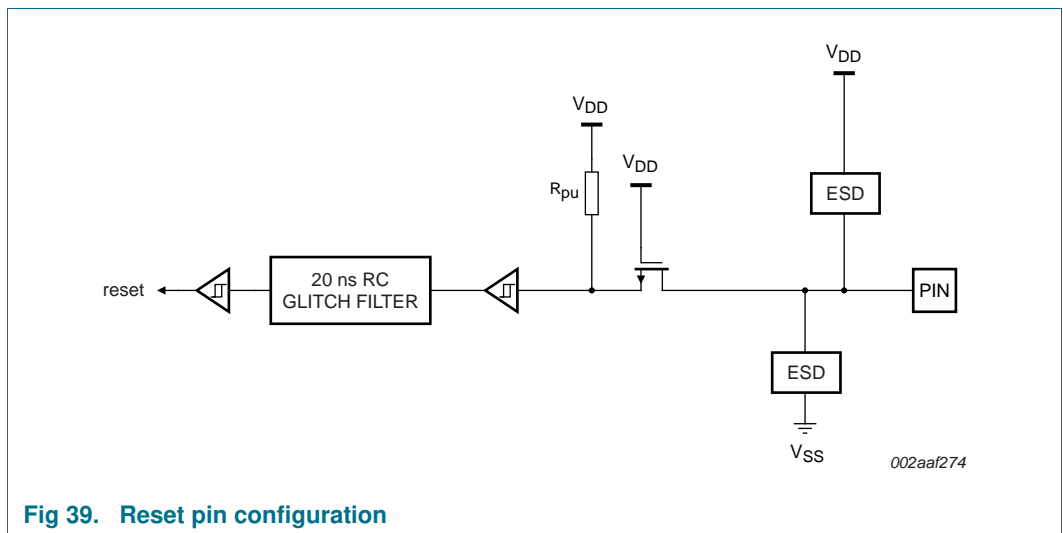 VDD
VDD
VDD
Rpu
ESD
reset
20 ns RC
GLITCH FILTER
PIN
ESD
VSS
002aaf274
Fig 39. Reset pin configuration